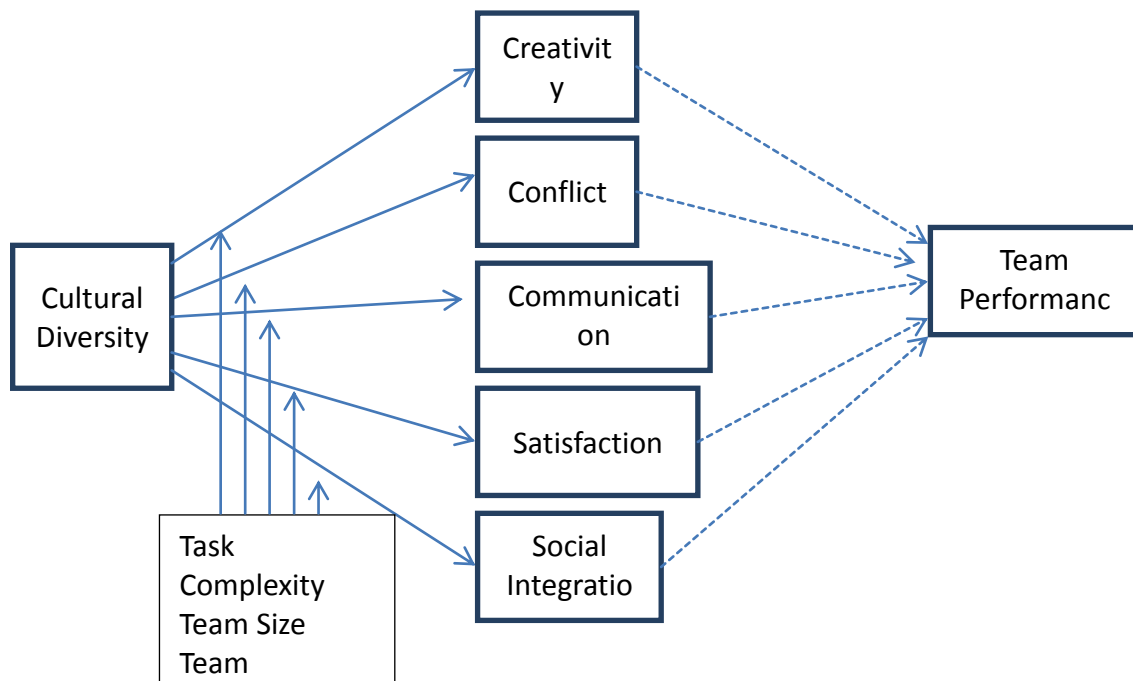 Creativit
y
Conflict
Cultural
Diversity
Communicati
on
Team
Performanc
Satisfaction
Social
Integratio
Task
Complexity
Team Size
Team